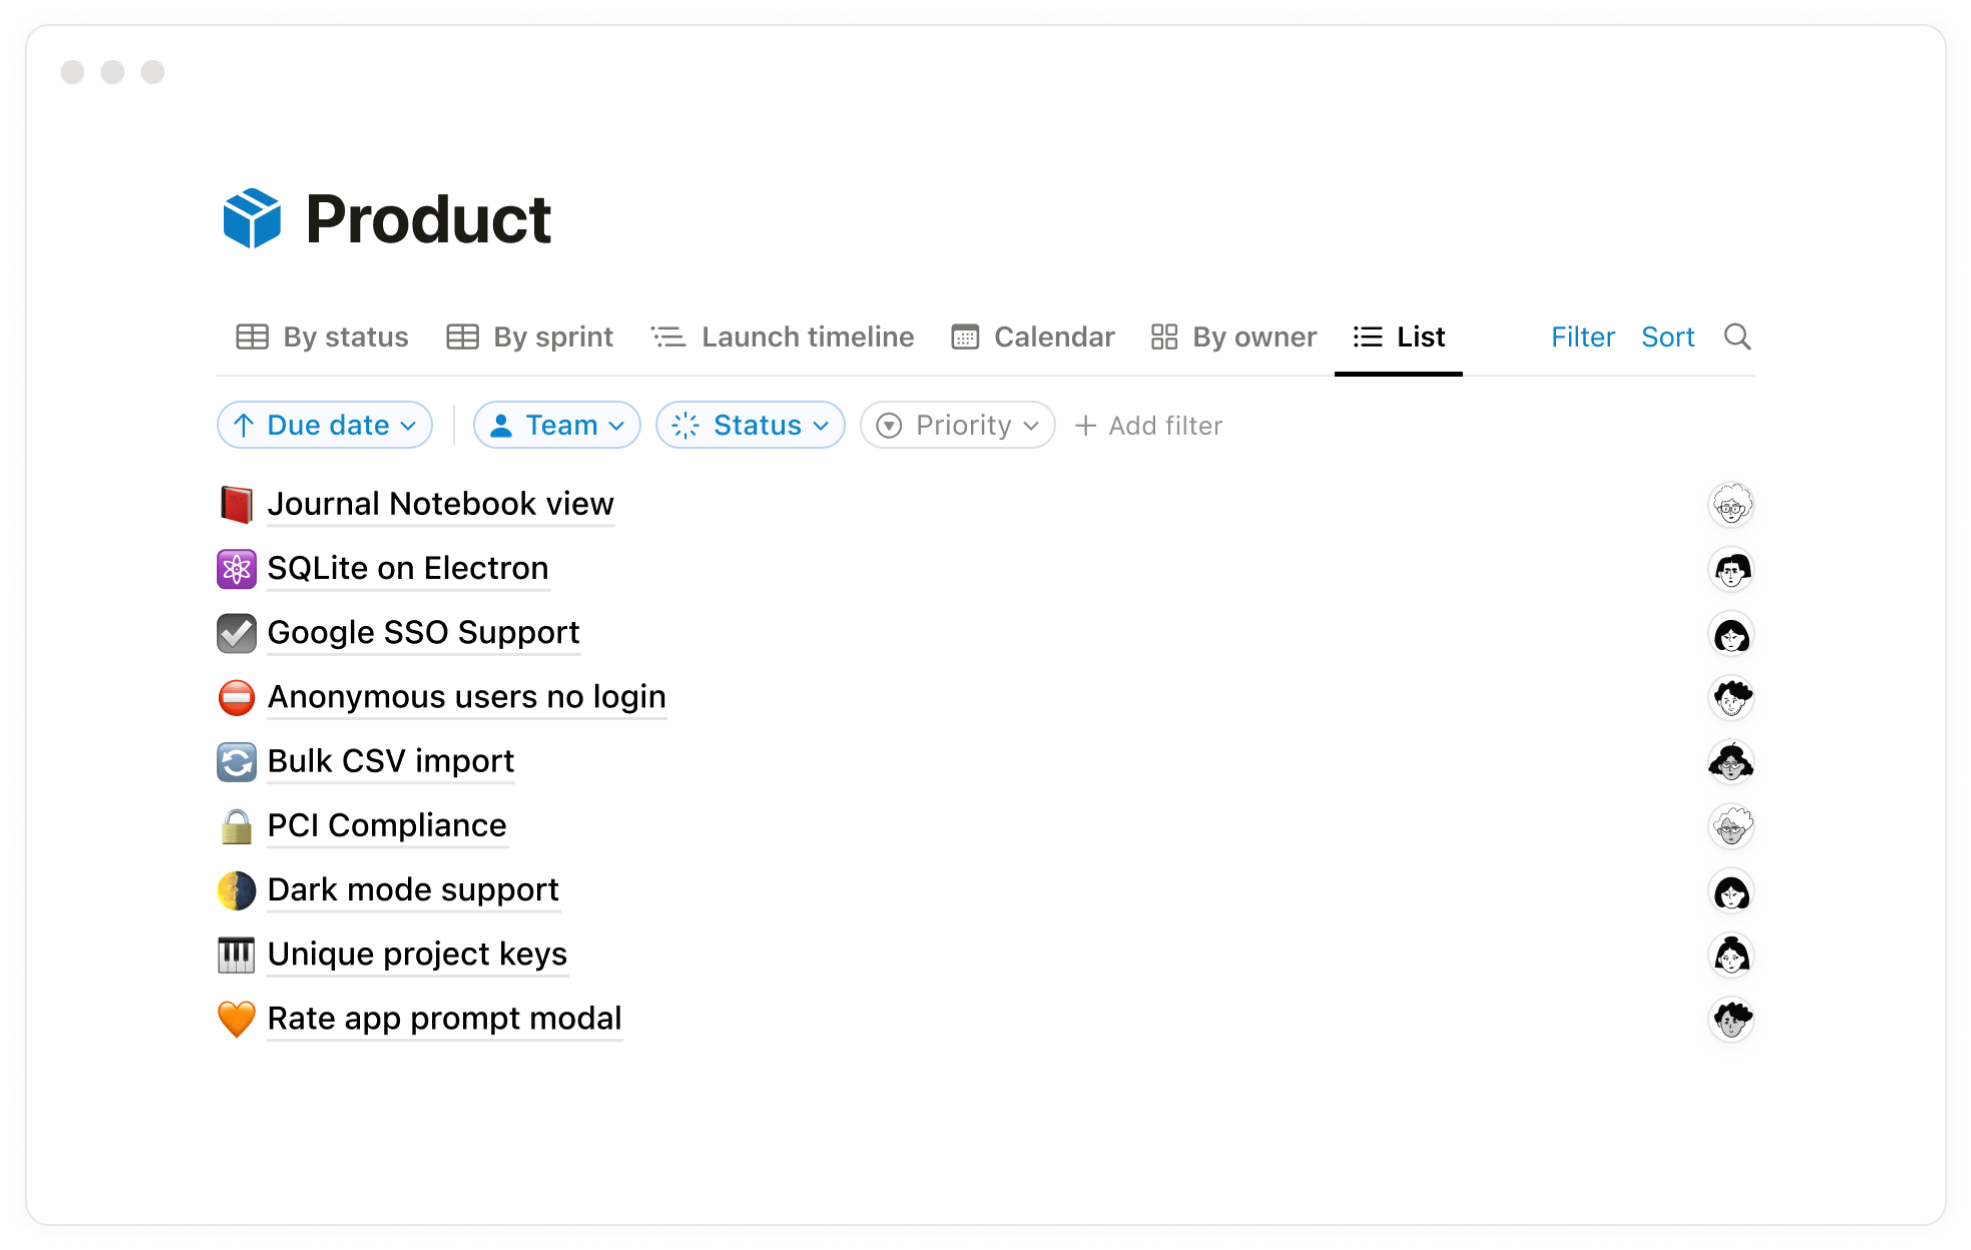 Product
By status By sprint Launch timeline Calendar By owner List Filter Sort
Due date Team Status Priority Add filter
Journal Notebook view
SQLite on Electron
Google SSO Support
Anonymous users no login
Bulk CSV import
PCI Compliance
Dark mode support
Unique project keys
Rate app prompt modal